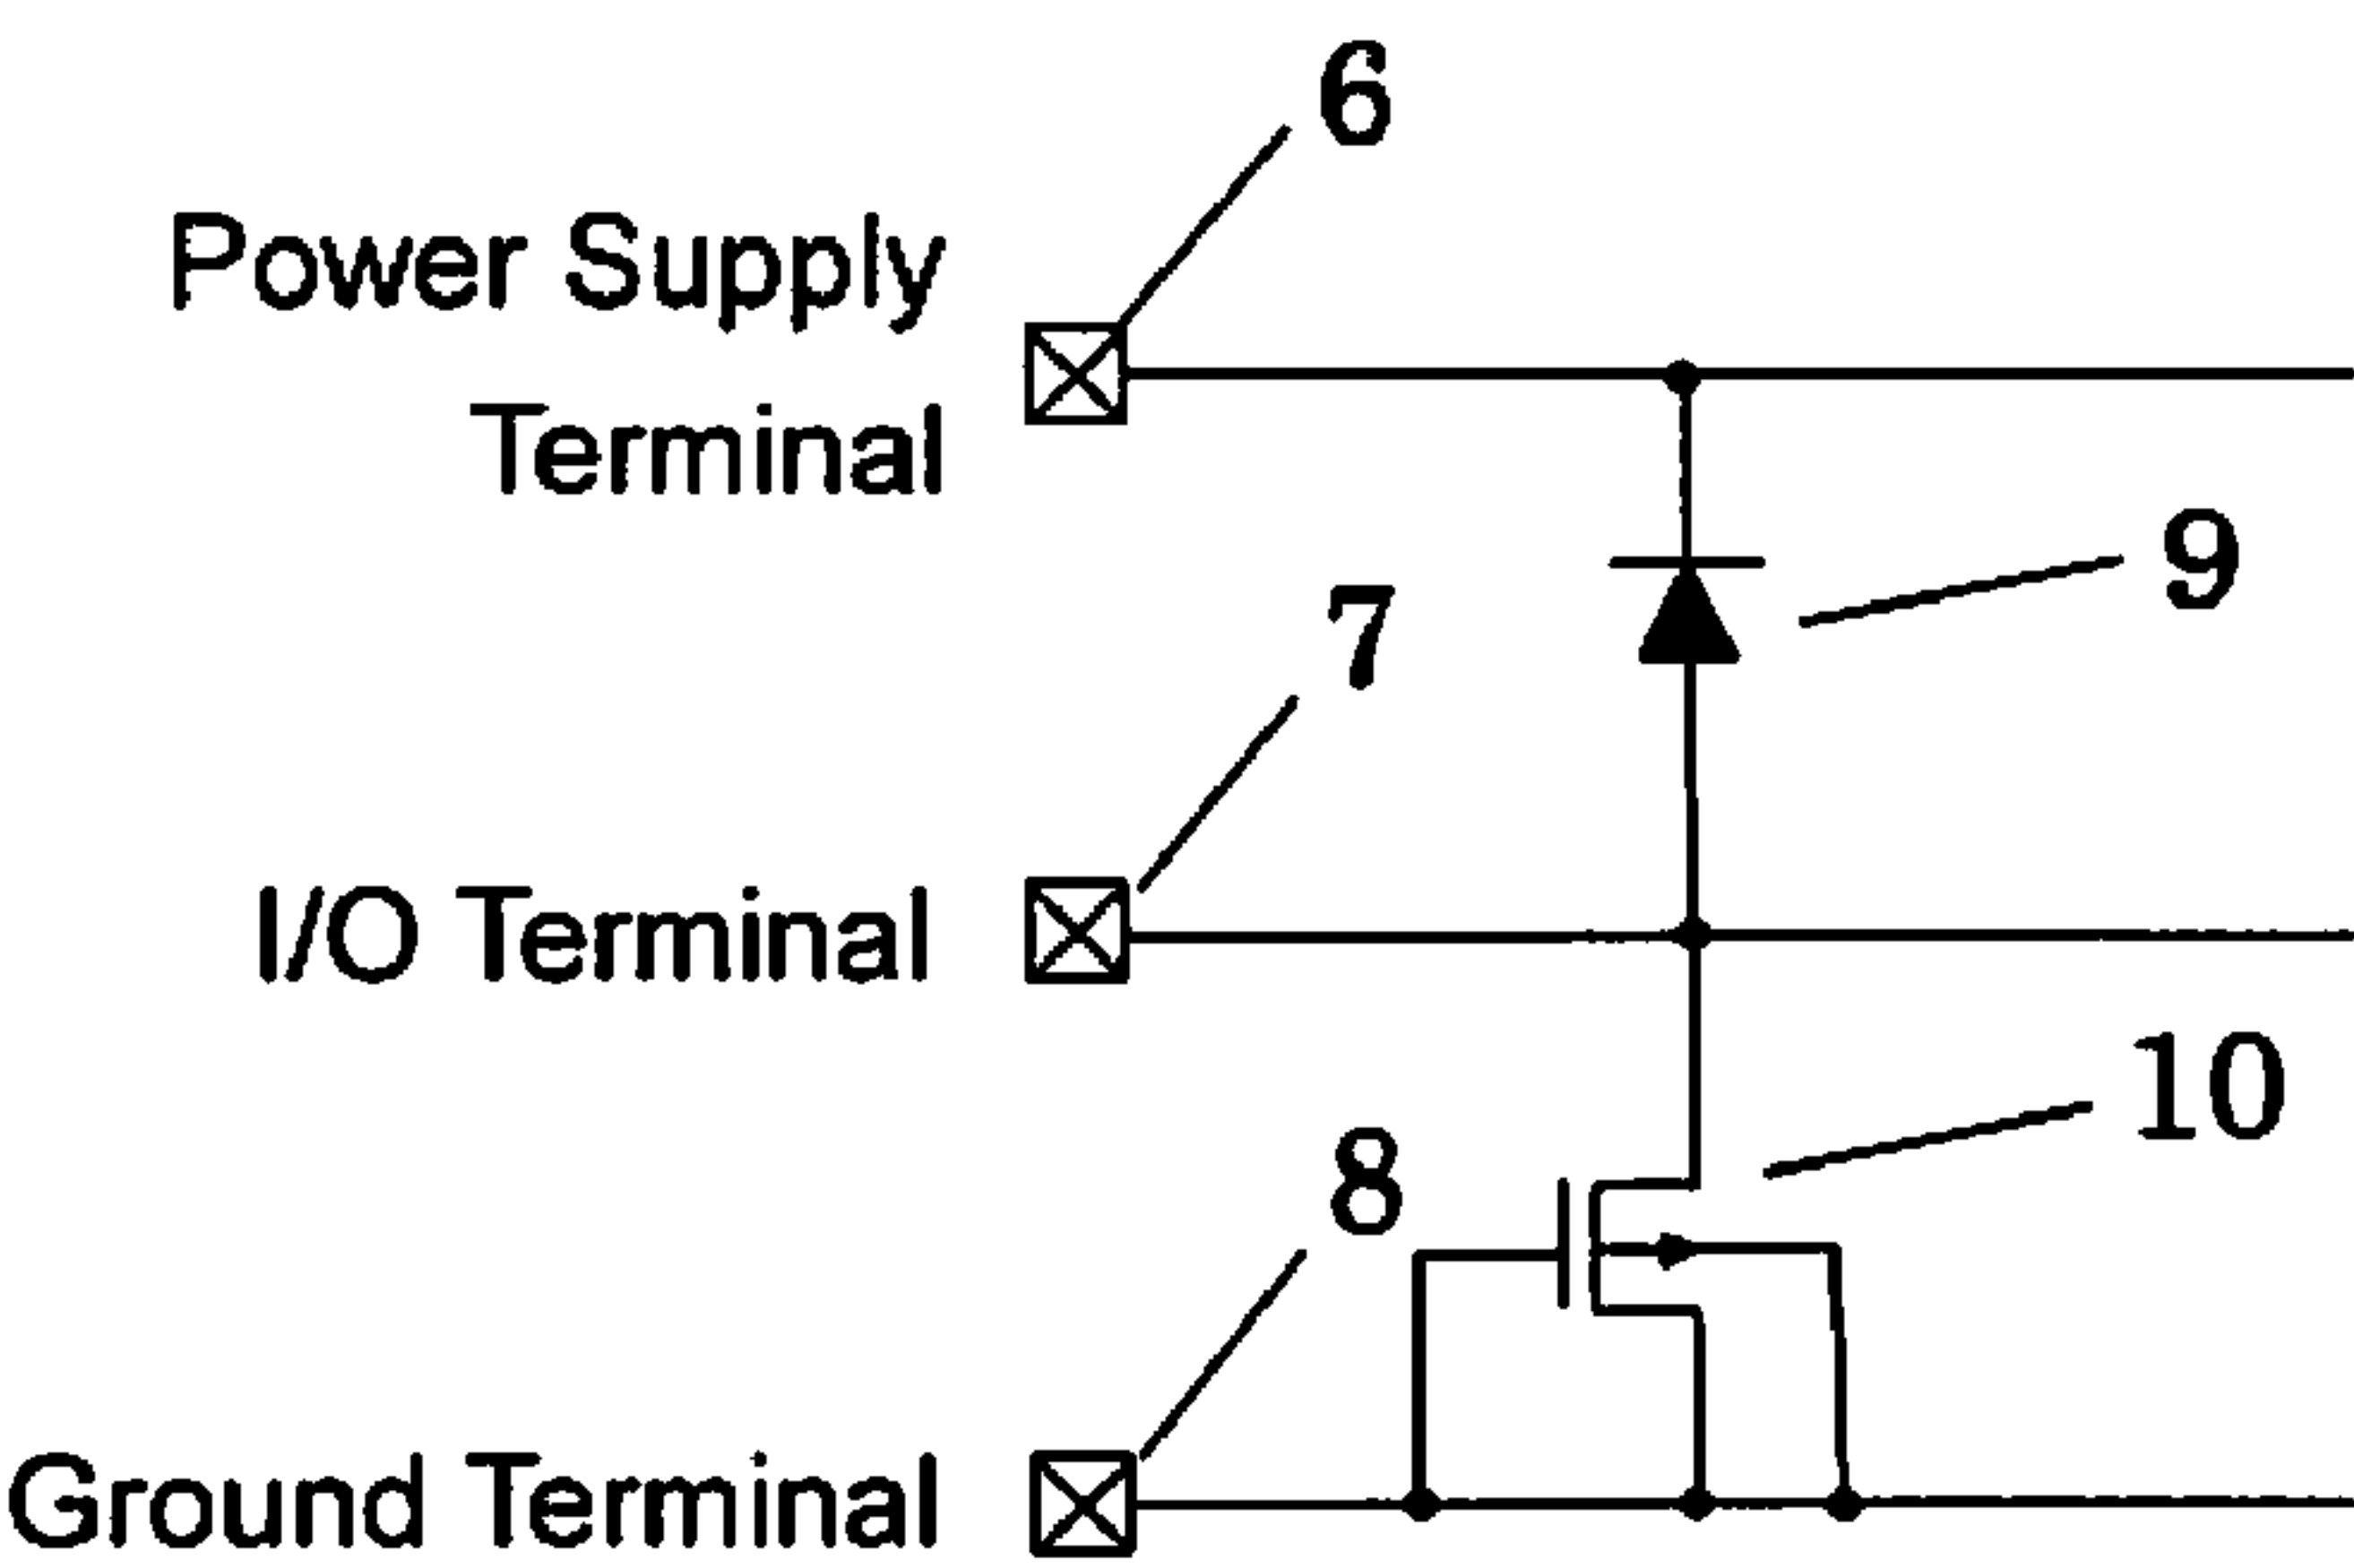 6
Power Supply
Terminal
9
7
I/O Terminal
10
8
Ground Terminal